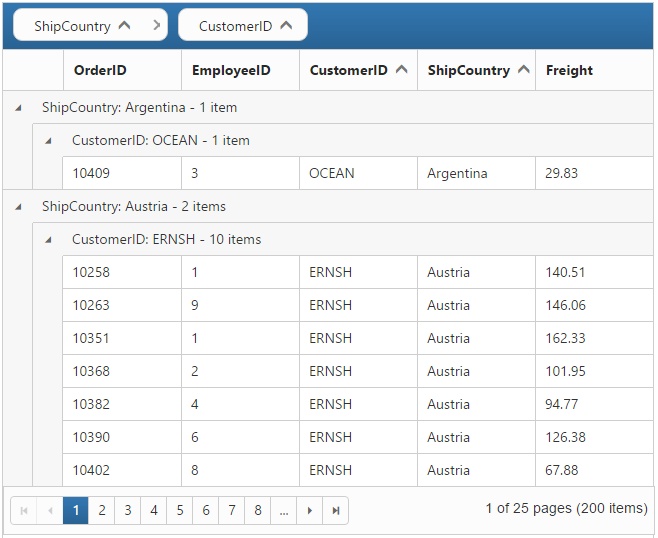 ShipCountry CustomerID
OrderID EmployeeID CustomerID ShipCountry Freight
ShipCountry: Argentina - 1 item
CustomerID: OCEAN - 1 item
10409 3 OCEAN Argentina 29.83
ShipCountry: Austria - 2 items
CustomerID: ERNSH - 10 items
10258 1 ERNSH Austria 140.51
10263 9 ERNSH Austria 146.06
10351 1 ERNSH Austria 162.33
10368 2 ERNSH Austria 101.95
10382 4 ERNSH Austria 94.77
10390 6 ERNSH Austria 126.38
10402 8 ERNSH Austria 67.88
1 2 3 4 5 6 7 8 ... 1 of 25 pages (200 items)